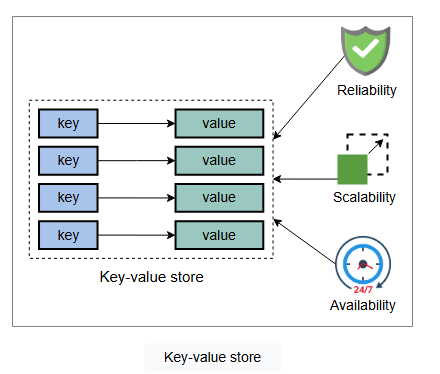 Reliability
key value
key value
key value
key value
Scalability
Key-value store
24/7
Availability
Key-value store